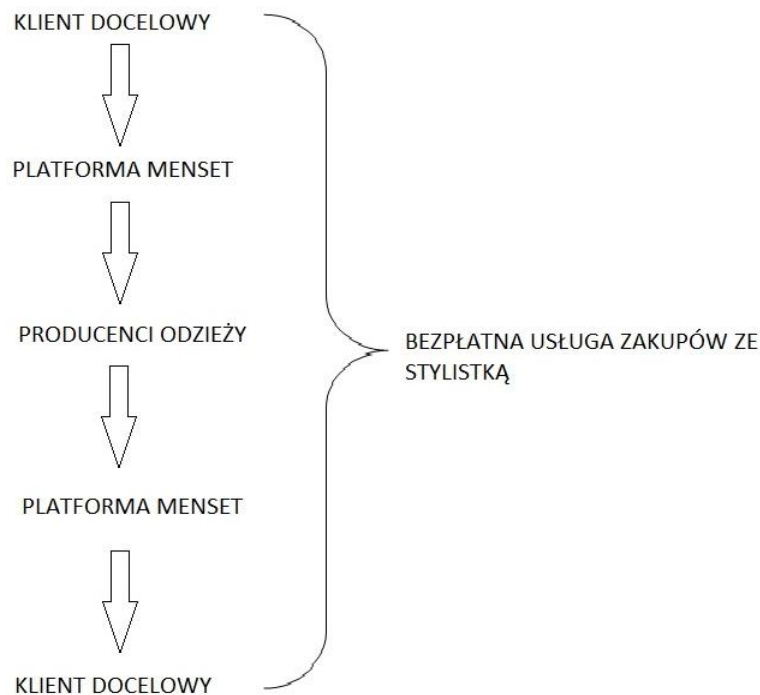 KLIENT DOCELOWY
PLATFORMA MENSET
PRODUCENCI ODZIEŻY
BEZPŁATNA USŁUGA ZAKUPÓW ZE
STYLISTKĄ
PLATFORMA MENSET
KLIENT DOCELOWY